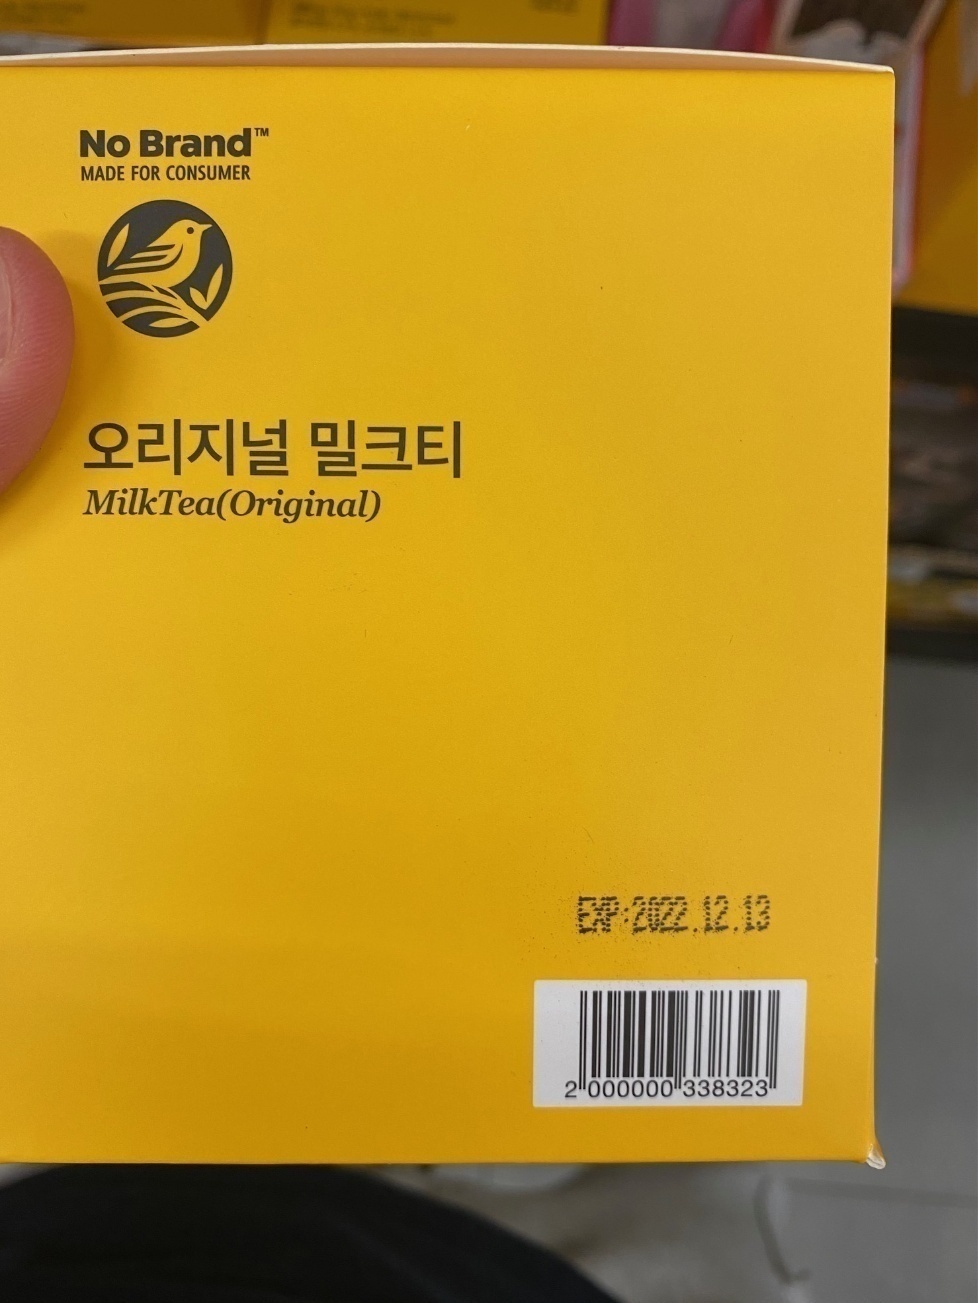 No Brand™
MADE FOR CONSUMER
오리지널 밀크티
MilkTea(Original)
EXP:2022.12.13
2 000000 338323